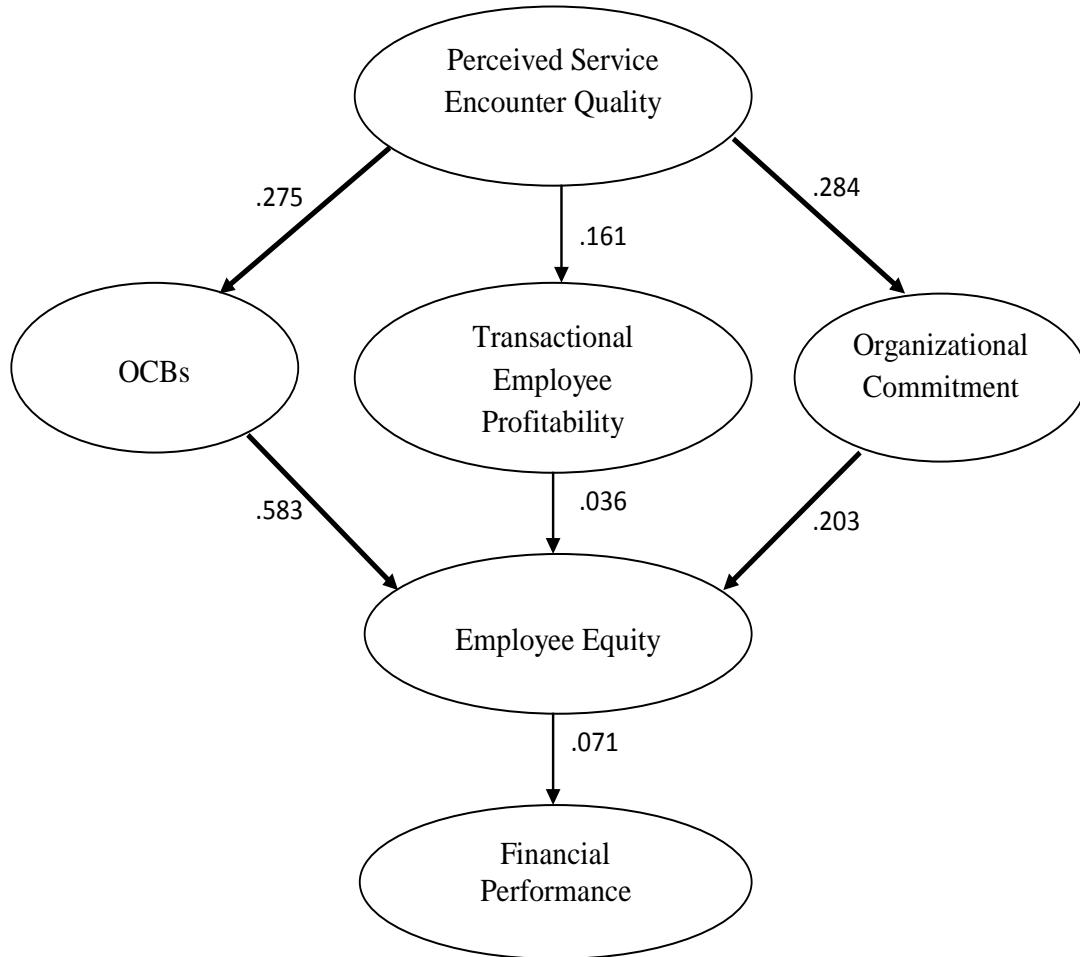 Perceived Service
Encounter Quality
.275
.161
.284
OCBs
Transactional
Employee
Profitability
Organizational
Commitment
.583
.036
.203
Employee Equity
.071
Financial
Performance